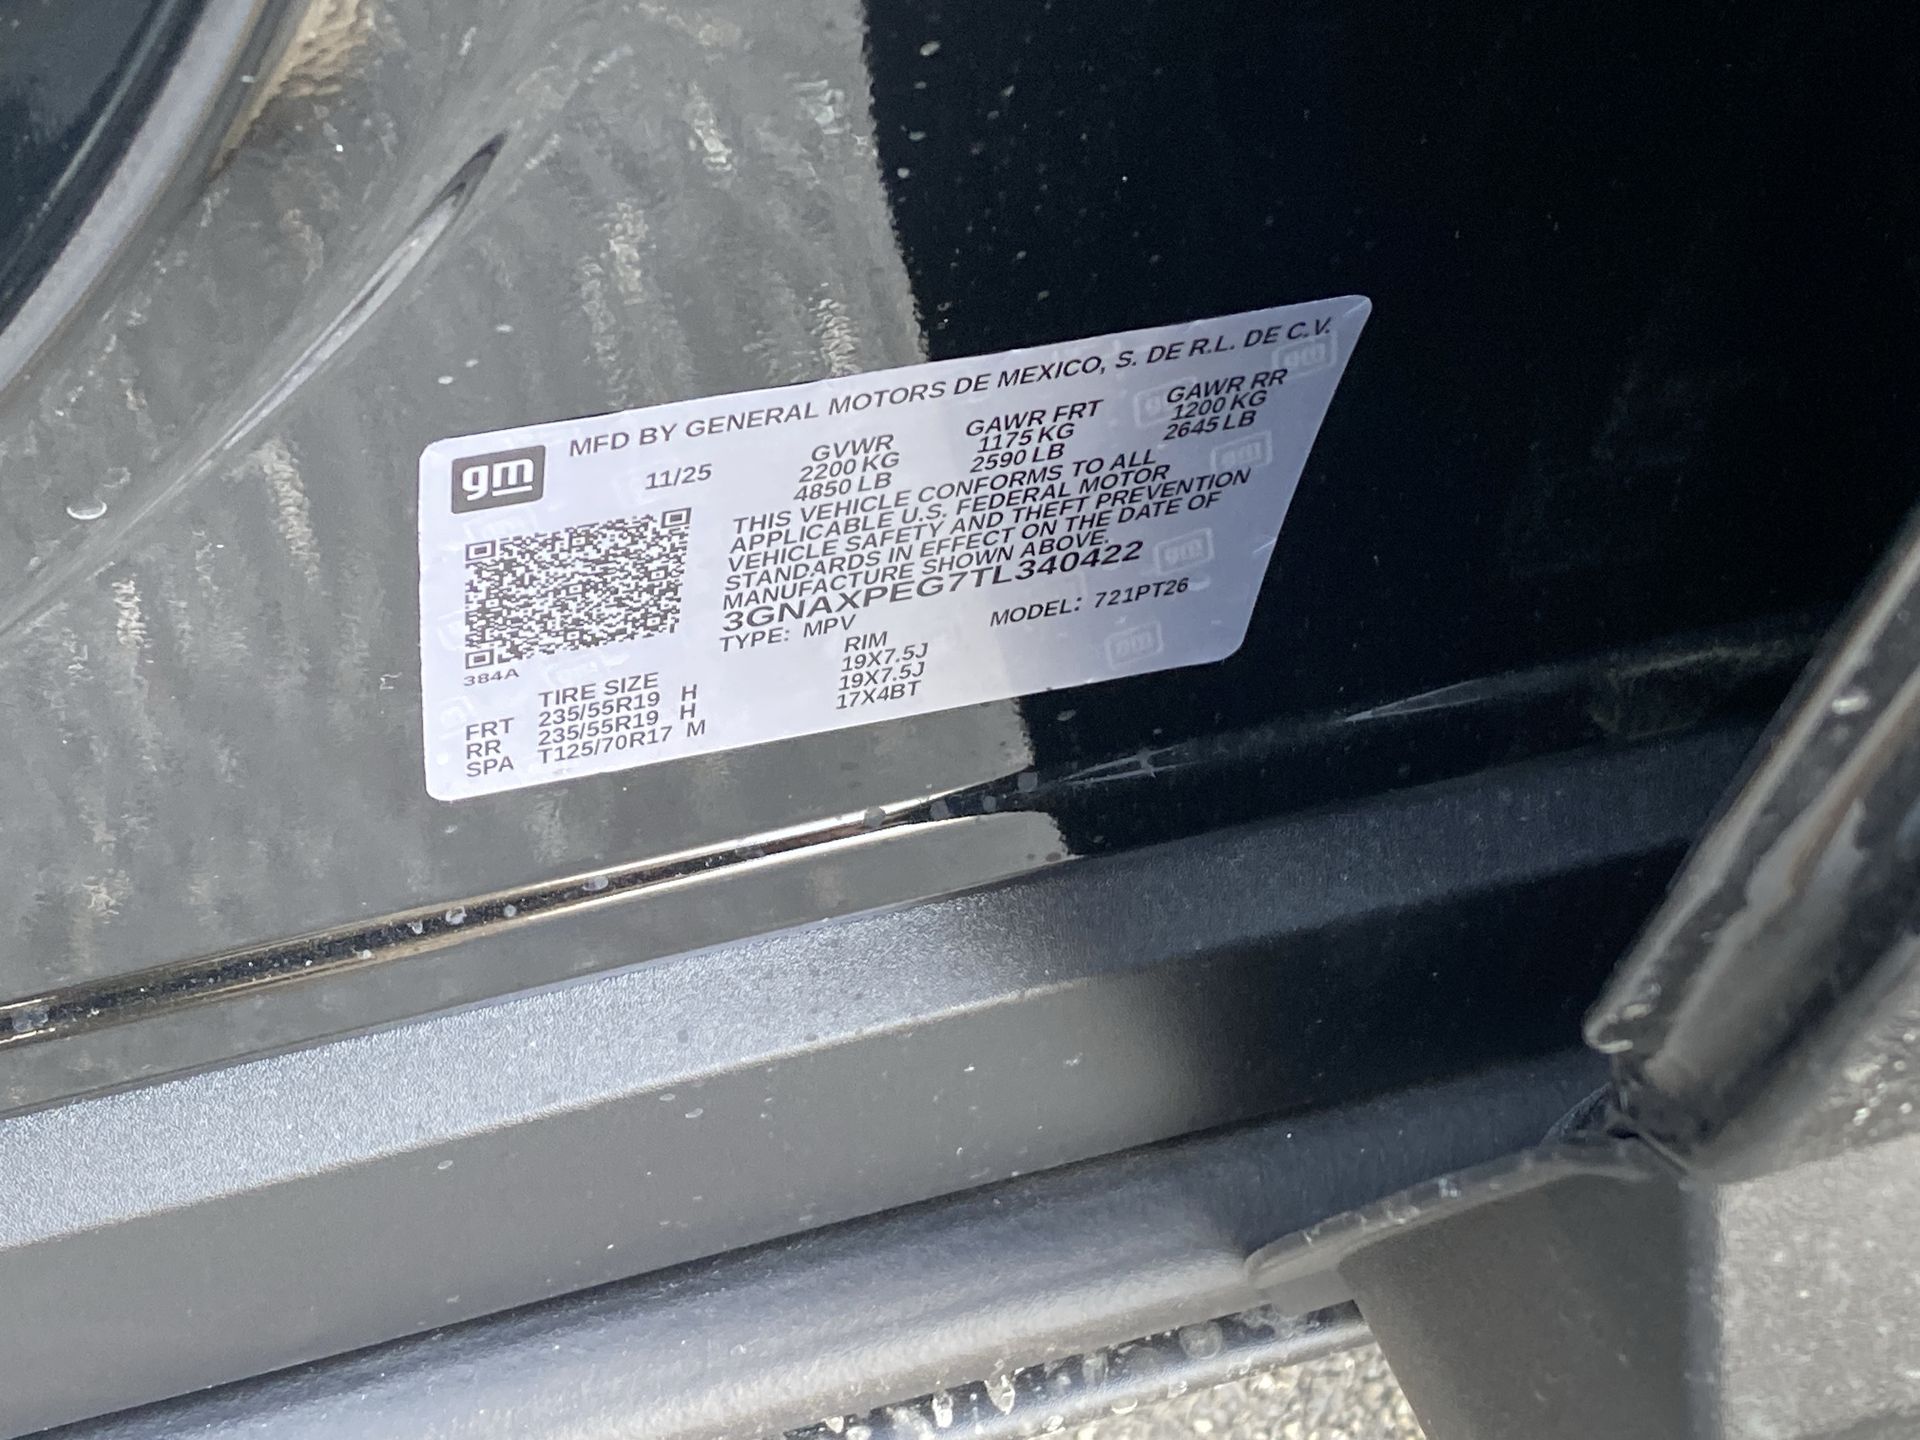 MFD BY GENERAL MOTORS DE MEXICO, S. DE R.L. DE C.V.
gm
11/25
GVWR GAWR FRT GAWR RR
2200 KG 1175 KG 1200 KG
4850 LB 2590 LB 2645 LB
THIS VEHICLE CONFORMS TO ALL
APPLICABLE U.S. FEDERAL MOTOR
VEHICLE SAFETY AND THEFT PREVENTION
STANDARDS IN EFFECT ON THE DATE OF
MANUFACTURE SHOWN ABOVE.
3GNAXPEG7TL340422
TYPE: MPV MODEL: 721PT26
384A
TIRE SIZE RIM
FRT 235/55R19 H 19X7.5J
RR 235/55R19 H 19X7.5J
SPA T125/70R17 M 17X4BT